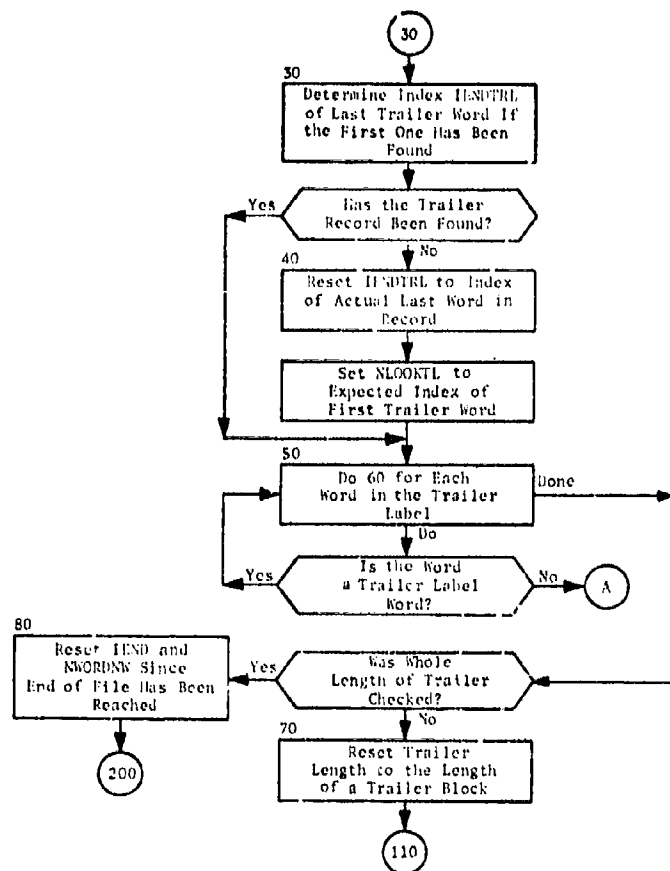 30
30
Determine Index IENDTRL
of Last Trailer Word If
the First One Has Been
Found
Yes
Has the Trailer
Record Been Found?
No
40
Reset IENDTRL to Index
of Actual Last Word in
Record
Set NLOOKTL to
Expected Index of
First Trailer Word
50
Do 60 for Each
Word in the Trailer
Label
Done
Do
Yes
Is the Word
a Trailer Label
Word?
No
A
80
Reset IEND and
NWORDNW Since
End of File Has Been
Reached
Yes
Was Whole
Length of Trailer
Checked?
No
200
70
Reset Trailer
Length to the Length
of a Trailer Block
110